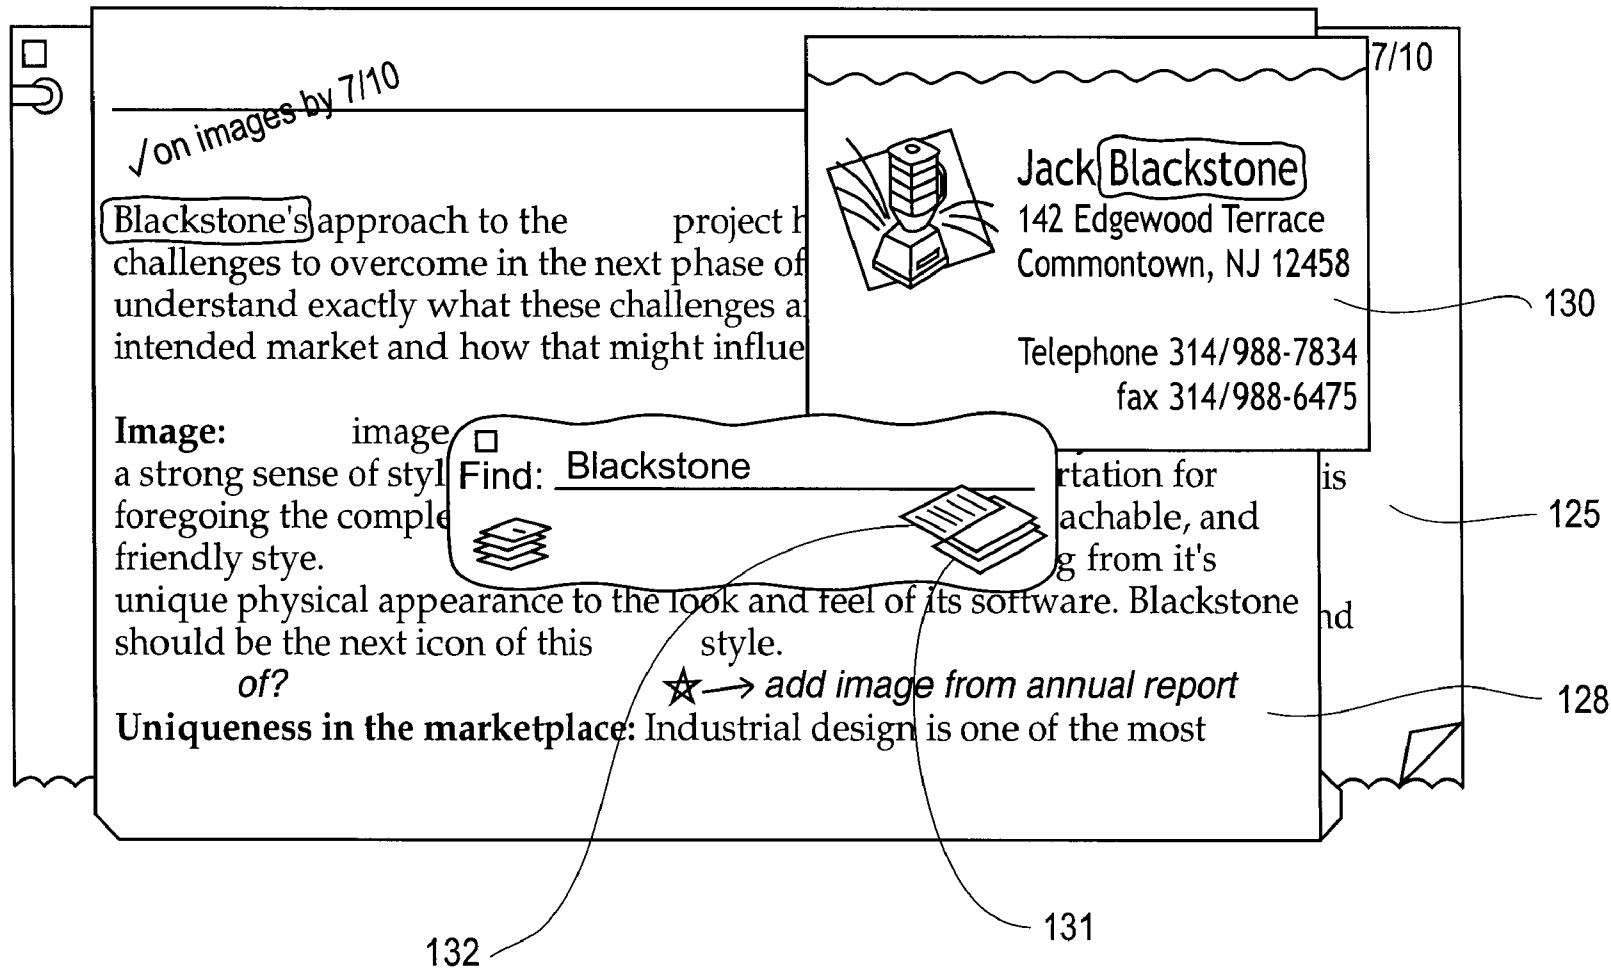 7/10
✓on images by 7/10
Jack Blackstone
142 Edgewood Terrace
Commontown, NJ 12458
Telephone 314/988-7834
fax 314/988-6475
130
Blackstone's approach to the project h
challenges to overcome in the next phase of
understand exactly what these challenges a
intended market and how that might influe
Image: image
a strong sense of styl rtation for is
foregoing the comple achable, and
friendly stye. g from it's
Find: Blackstone
125
unique physical appearance to the look and feel of its software. Blackstone
should be the next icon of this style. nd
of? ☆→ add image from annual report
128
Uniqueness in the marketplace: Industrial design is one of the most
132
131